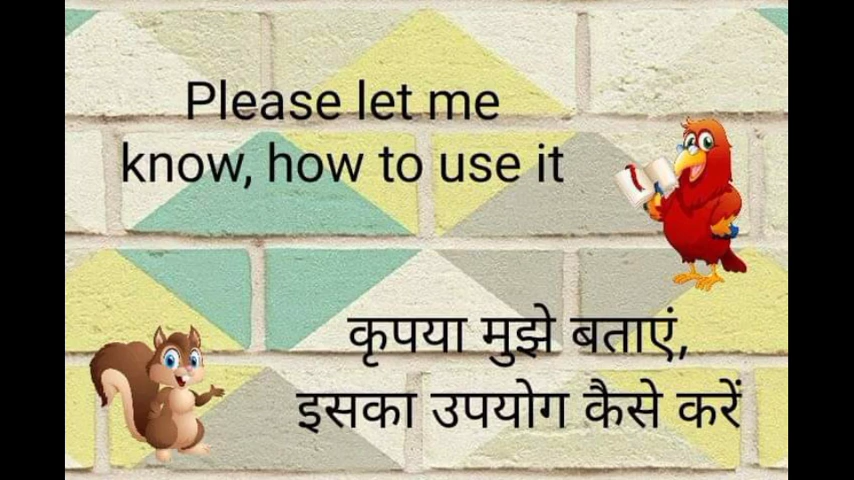 Please let me
know, how to use it
कृपया मुझे बताएं,
इसका उपयोग कैसे करें